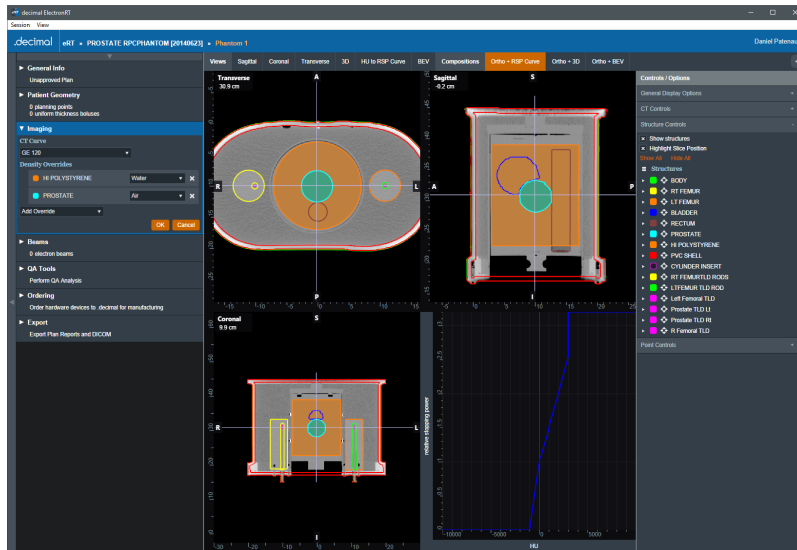 decimal ElectronRT
Session View
.decimal eRT » PROSTATE RPCPHANTOM [20140623] » Phantom 1
Daniel Patenau
General Info
Unapproved Plan
Patient Geometry
0 planning points
0 uniform thickness boluses
Imaging
CT Curve
GE 120
Density Overrides
HI POLYSTYRENE Water
PROSTATE Air
Add Override
OK Cancel
Beams
0 electron beams
QA Tools
Perform QA Analysis
Ordering
Order hardware devices to .decimal for manufacturing
Export
Export Plan Reports and DICOM
Views Sagittal Coronal Transverse 3D HU to RSP Curve BEV Compositions Ortho + RSP Curve Ortho + 3D Ortho + BEV
Transverse
30.9 cm
A
R
L
P
Sagittal
-0.2 cm
S
A
P
I
Coronal
9.9 cm
S
R
L
I
relative stopping power
-10000 0 5000
HU
Controls / Options
General Display Options
CT Controls
Structure Controls
Show structures
Highlight Slice Position
Show All Hide All
Structures
BODY
RT FEMUR
LT FEMUR
BLADDER
RECTUM
PROSTATE
HI POLYSTYRENE
PVC SHELL
CYLINDER INSERT
RT FEMURTLD RODS
LTFEMUR TLD ROD
Left Femoral TLD
Prostate TLD Lt
Prostate TLD Rt
R Femoral TLD
Point Controls